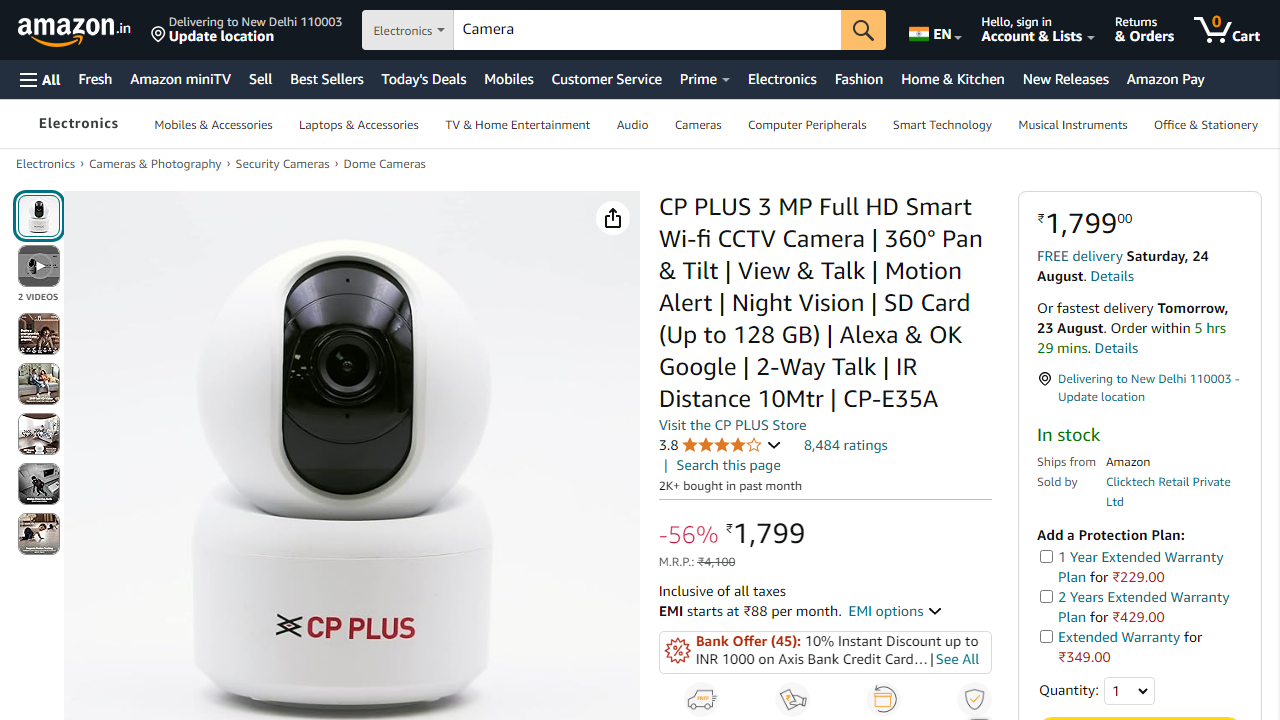 amazon.in
Delivering to New Delhi 110003
Update location
Electronics
Camera
EN
Hello, sign in
Account & Lists
Returns
& Orders
0
Cart
All
Fresh
Amazon miniTV
Sell
Best Sellers
Today's Deals
Mobiles
Customer Service
Prime
Electronics
Fashion
Home & Kitchen
New Releases
Amazon Pay
Electronics
Mobiles & Accessories
Laptops & Accessories
TV & Home Entertainment
Audio
Cameras
Computer Peripherals
Smart Technology
Musical Instruments
Office & Stationery
Electronics › Cameras & Photography › Security Cameras › Dome Cameras
2 VIDEOS
CP PLUS
CP PLUS 3 MP Full HD Smart
Wi-fi CCTV Camera | 360° Pan
& Tilt | View & Talk | Motion
Alert | Night Vision | SD Card
(Up to 128 GB) | Alexa & OK
Google | 2-Way Talk | IR
Distance 10Mtr | CP-E35A
Visit the CP PLUS Store
3.8
8,484 ratings
| Search this page
2K+ bought in past month
-56% ₹1,799
M.R.P.: ₹4,100
Inclusive of all taxes
EMI starts at ₹88 per month. EMI options
Bank Offer (45): 10% Instant Discount up to
INR 1000 on Axis Bank Credit Card… | See All
₹1,79900
FREE delivery Saturday, 24
August. Details
Or fastest delivery Tomorrow,
23 August. Order within 5 hrs
29 mins. Details
Delivering to New Delhi 110003 -
Update location
In stock
Ships from Amazon
Sold by Clicktech Retail Private
Ltd
Add a Protection Plan:
1 Year Extended Warranty
Plan for ₹229.00
2 Years Extended Warranty
Plan for ₹429.00
Extended Warranty for
₹349.00
Quantity: 1